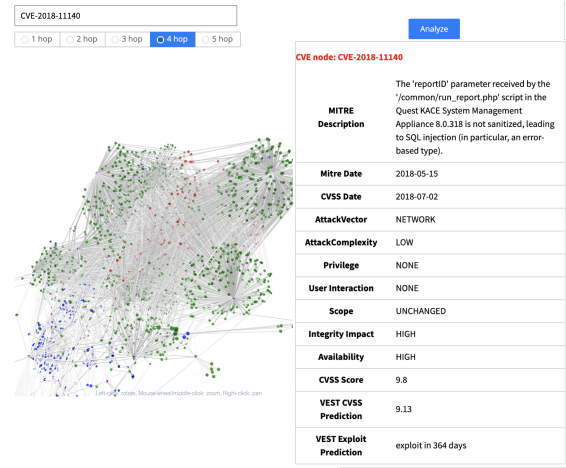 CVE-2018-11140
1 hop
2 hop
3 hop
4 hop
5 hop
Left-click: rotate, Mouse-wheel/middle-click: zoom, Right-click: pan
Analyze
CVE node: CVE-2018-11140
MITRE
Description
The 'reportID' parameter received by the
'/common/run_report.php' script in the
Quest KACE System Management
Appliance 8.0.318 is not sanitized, leading
to SQL injection (in particular, an error-
based type).
Mitre Date
2018-05-15
CVSS Date
2018-07-02
AttackVector
NETWORK
AttackComplexity
LOW
Privilege
NONE
User Interaction
NONE
Scope
UNCHANGED
Integrity Impact
HIGH
Availability
HIGH
CVSS Score
9.8
VEST CVSS
Prediction
9.13
VEST Exploit
Prediction
exploit in 364 days